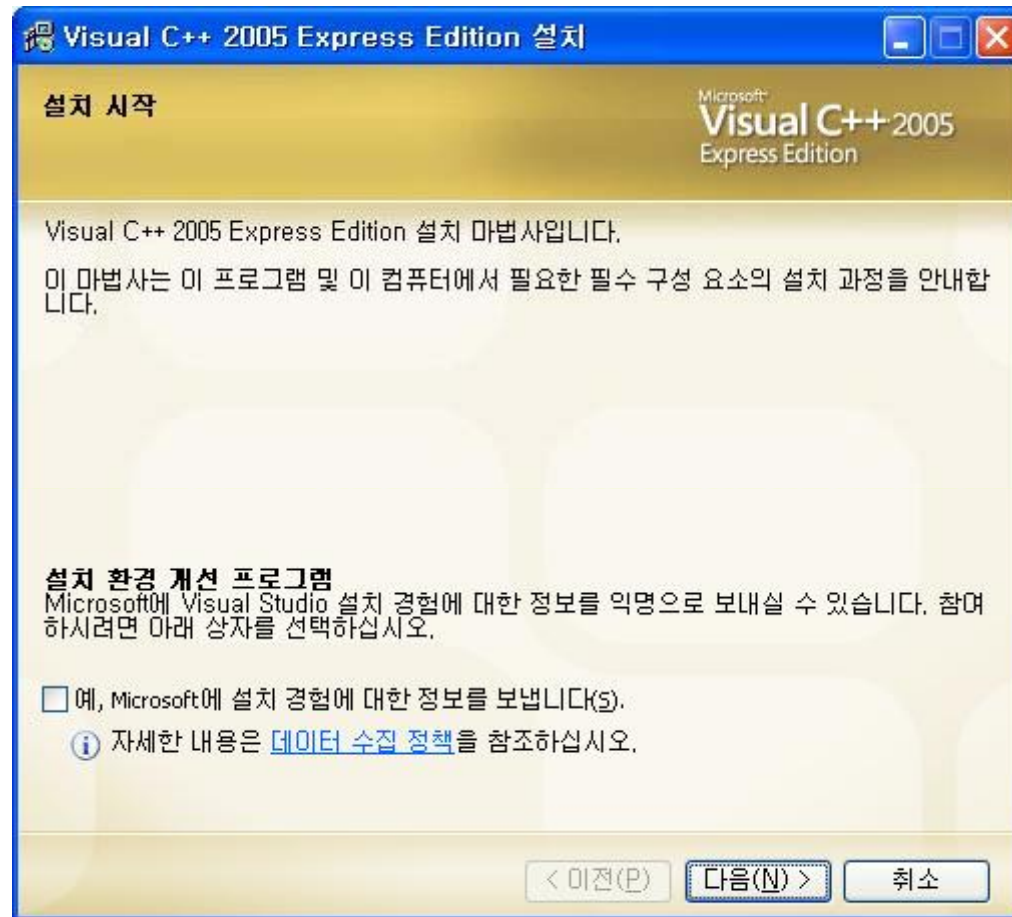 Visual C++ 2005 Express Edition 설치
설치 시작
Microsoft
Visual C++ 2005
Express Edition
Visual C++ 2005 Express Edition 설치 마법사입니다.
이 마법사는 이 프로그램 및 이 컴퓨터에서 필요한 필수 구성 요소의 설치 과정을 안내합
니다.
설치 환경 개선 프로그램
Microsoft에 Visual Studio 설치 경험에 대한 정보를 익명으로 보내실 수 있습니다. 참여
하시려면 아래 상자를 선택하십시오.
예, Microsoft에 설치 경험에 대한 정보를 보냅니다(S).
자세한 내용은 데이터 수집 정책을 참조하십시오.
< 이전(P) 다음(N) > 취소